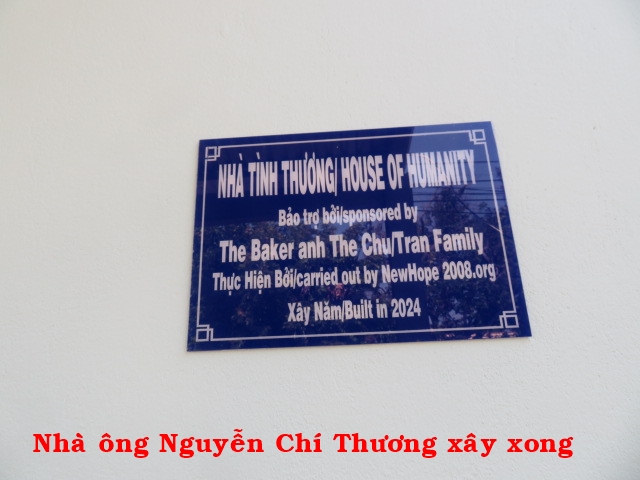 NHÀ TÌNH THƯƠNG/ HOUSE OF HUMANITY
Bảo trợ bởi/sponsored by
The Baker anh The Chu/Tran Family
Thực Hiện Bởi/carried out by NewHope 2008.org
Xây Năm/Built in 2024
Nhà ông Nguyễn Chí Thương xây xong